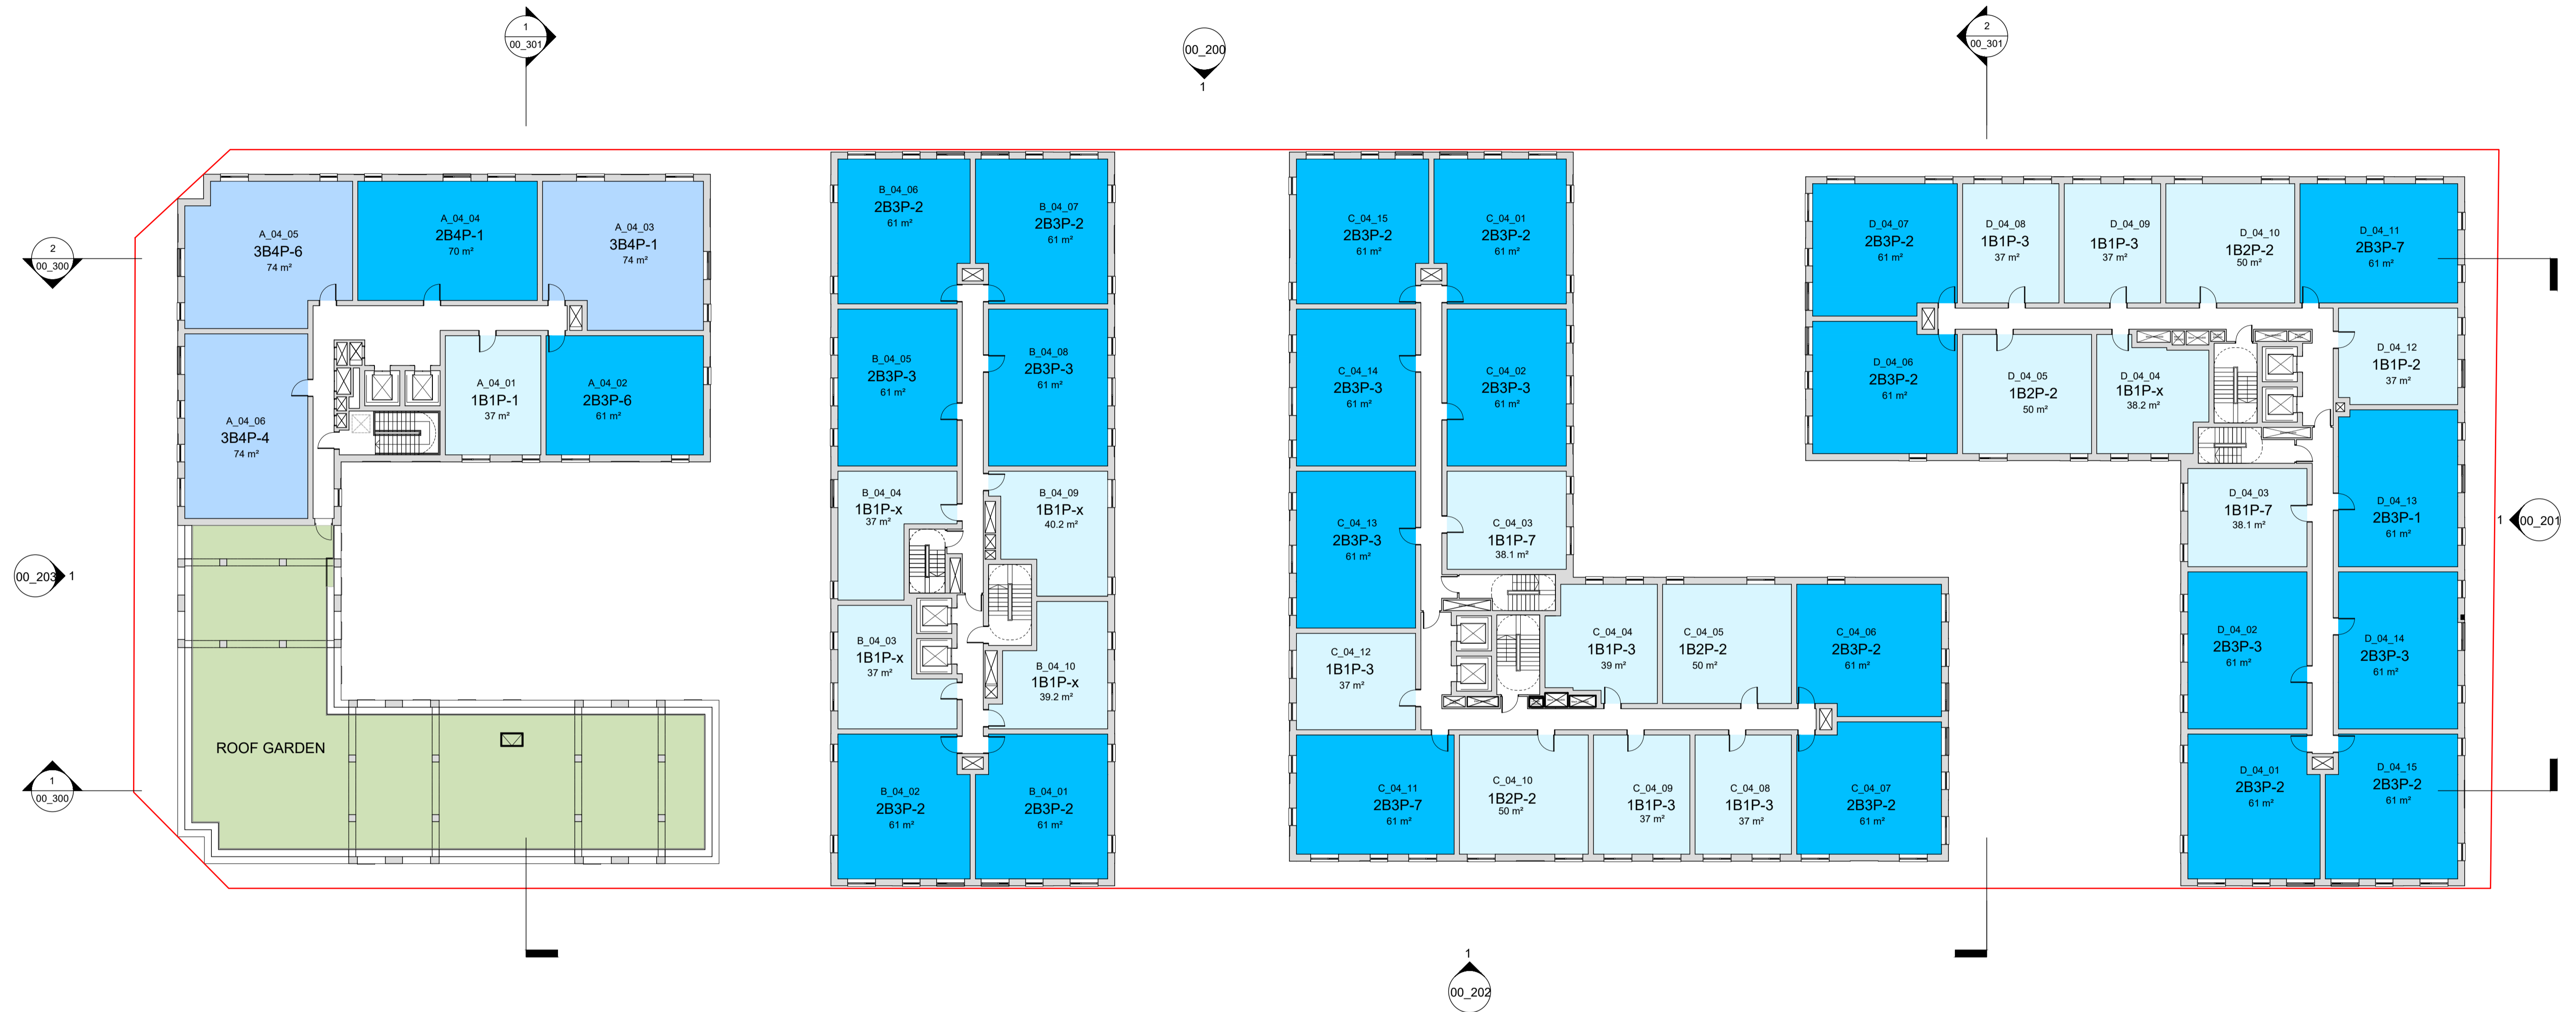 1
00_301
00_200
1
2
00_301
2
00_300
00_203
1
1
00_300
A_04_05
3B4P-6
74 m²
A_04_04
2B4P-1
70 m²
A_04_03
3B4P-1
74 m²
A_04_06
3B4P-4
74 m²
A_04_01
1B1P-1
37 m²
A_04_02
2B3P-6
61 m²
ROOF GARDEN
B_04_06
2B3P-2
61 m²
B_04_07
2B3P-2
61 m²
B_04_05
2B3P-3
61 m²
B_04_08
2B3P-3
61 m²
B_04_04
1B1P-x
37 m²
B_04_09
1B1P-x
40.2 m²
B_04_03
1B1P-x
37 m²
B_04_10
1B1P-x
39.2 m²
B_04_02
2B3P-2
61 m²
B_04_01
2B3P-2
61 m²
C_04_15
2B3P-2
61 m²
C_04_01
2B3P-2
61 m²
C_04_14
2B3P-3
61 m²
C_04_02
2B3P-3
61 m²
C_04_13
2B3P-3
61 m²
C_04_03
1B1P-7
38.1 m²
C_04_12
1B1P-3
37 m²
C_04_04
1B1P-3
39 m²
C_04_05
1B2P-2
50 m²
C_04_06
2B3P-2
61 m²
C_04_11
2B3P-7
61 m²
C_04_10
1B2P-2
50 m²
C_04_09
1B1P-3
37 m²
C_04_08
1B1P-3
37 m²
C_04_07
2B3P-2
61 m²
D_04_07
2B3P-2
61 m²
D_04_08
1B1P-3
37 m²
D_04_09
1B1P-3
37 m²
D_04_10
1B2P-2
50 m²
D_04_11
2B3P-7
61 m²
D_04_06
2B3P-2
61 m²
D_04_05
1B2P-2
50 m²
D_04_04
1B1P-x
38.2 m²
D_04_12
1B1P-2
37 m²
D_04_03
1B1P-7
38.1 m²
D_04_13
2B3P-1
61 m²
D_04_02
2B3P-3
61 m²
D_04_14
2B3P-3
61 m²
D_04_01
2B3P-2
61 m²
D_04_15
2B3P-2
61 m²
1
00_201
1
00_202